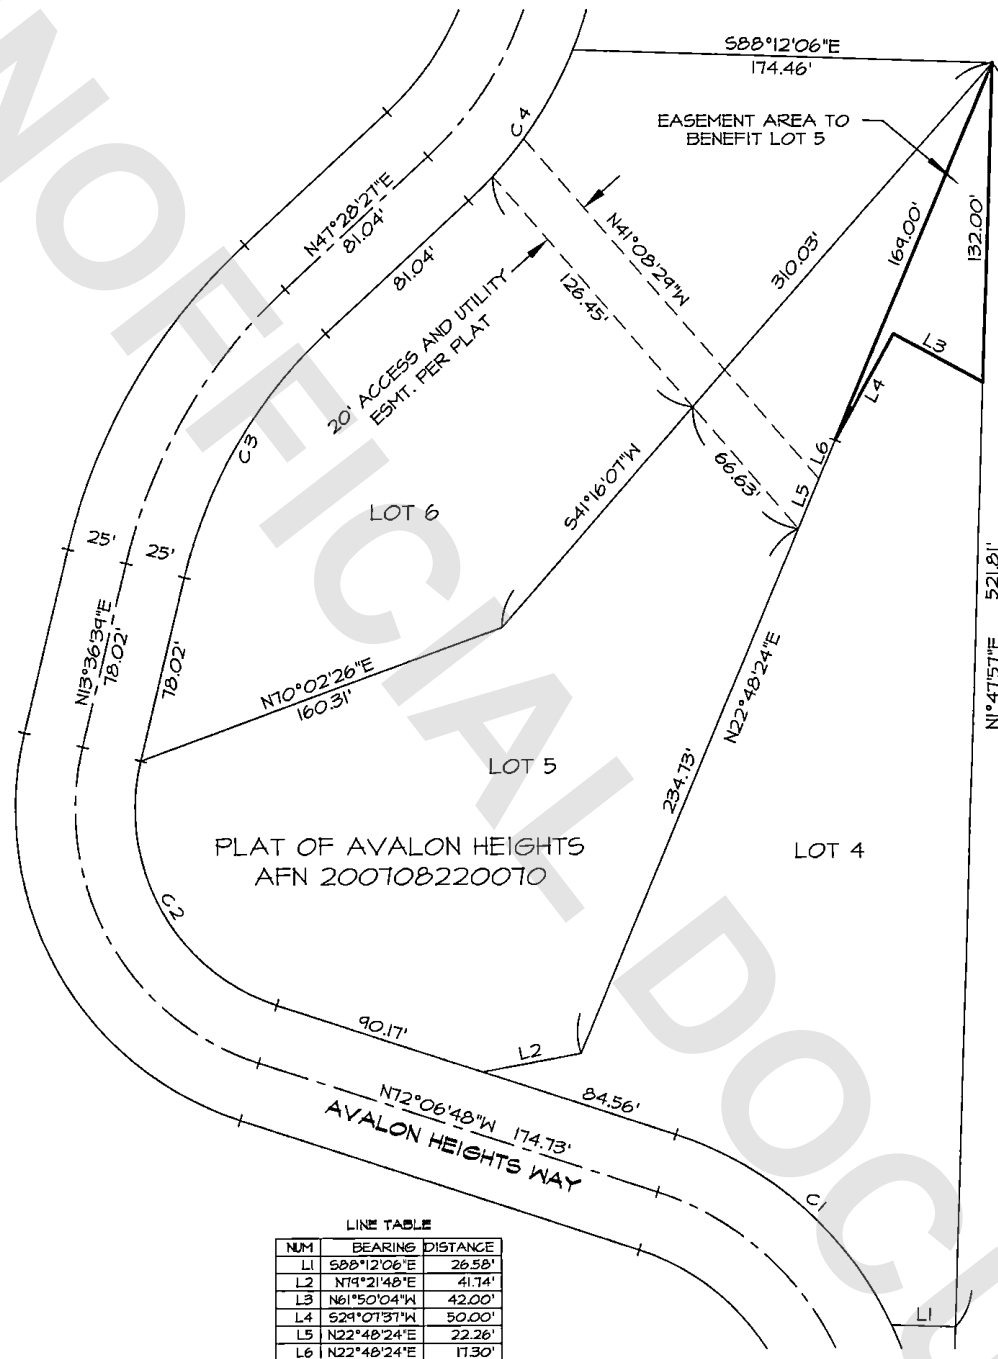 S88°12'06"E
174.46'
EASEMENT AREA TO
BENEFIT LOT 5
C4
N47°28'27"E
81.04'
81.04'
N41°08'29"W
126.45'
310.03'
169.00'
132.00'
20' ACCESS AND UTILITY
ESMT. PER PLAT
L3
L4
C3
L6
L5
66.63'
S41°16'07"W
LOT 6
25'
25'
N13°36'39"E
78.02'
78.02'
N70°02'26"E
160.31'
N22°48'24"E
234.73'
N1°47'57"E 521.81'
LOT 5
LOT 4
PLAT OF AVALON HEIGHTS
AFN 200708220070
C2
90.17'
L2
84.56'
N72°06'48"W 174.73'
AVALON HEIGHTS WAY
C1
L1
LINE TABLE
NUM BEARING DISTANCE
L1 S88°12'06"E 26.58'
L2 N79°21'48"E 41.74'
L3 N61°50'04"W 42.00'
L4 S29°07'37"W 50.00'
L5 N22°48'24"E 22.26'
L6 N22°48'24"E 17.30'
UNOFFICIAL DOCU